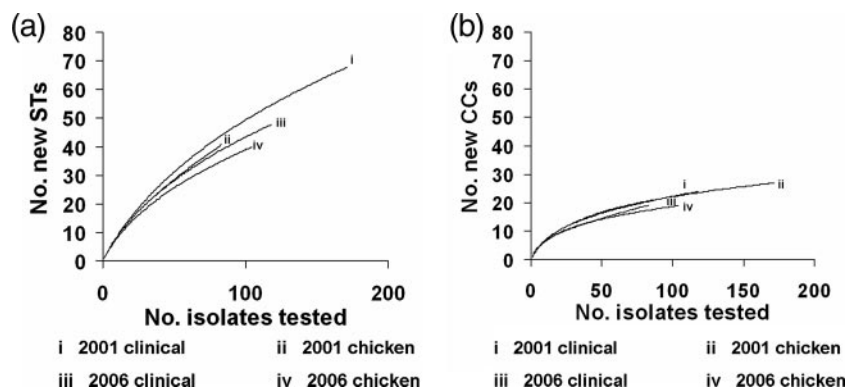 (a)
80
70
60
50
40
30
20
10
0
No. new STs
i
ii
iii
iv
0 100 200
No. isolates tested
i 2001 clinical ii 2001 chicken
iii 2006 clinical iv 2006 chicken
(b)
80
70
60
50
40
30
20
10
0
No. new CCs
i
ii
iii
iv
0 50 100 150 200
No. isolates tested
i 2001 clinical ii 2001 chicken
iii 2006 clinical iv 2006 chicken